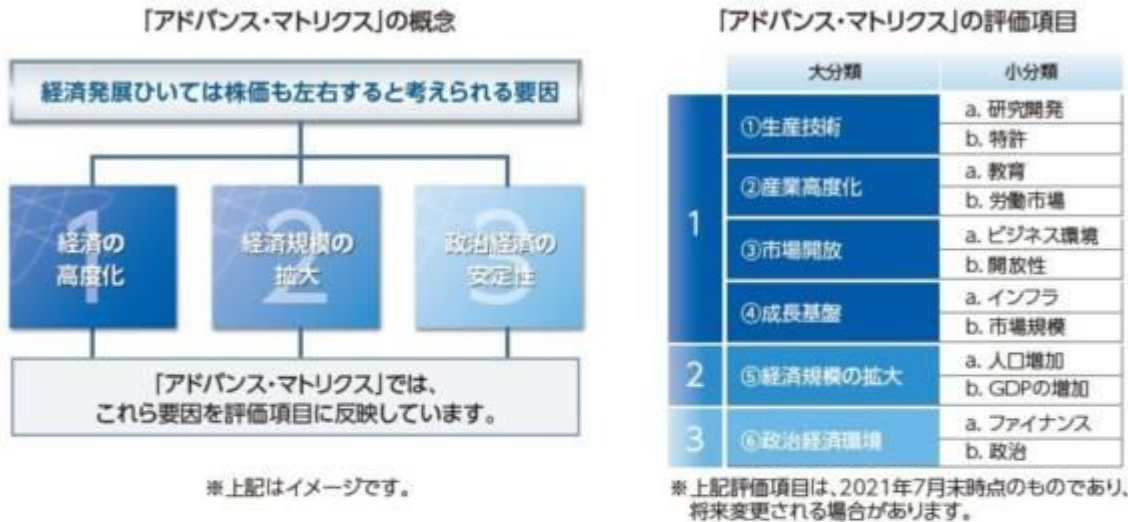 「アドバンス・マトリクス」の概念
経済発展ひいては株価も左右すると考えられる要因
1
経済の
高度化
2
経済規模の
拡大
3
政治経済の
安定性
「アドバンス・マトリクス」では、
これら要因を評価項目に反映しています。
※上記はイメージです。
「アドバンス・マトリクス」の評価項目
大分類 小分類
1
①生産技術
a. 研究開発
b. 特許
②産業高度化
a. 教育
b. 労働市場
③市場開放
a. ビジネス環境
b. 開放性
④成長基盤
a. インフラ
b. 市場規模
2
⑤経済規模の拡大
a. 人口増加
b. GDPの増加
3
⑥政治経済環境
a. ファイナンス
b. 政治
※上記評価項目は、2021年7月末時点のものであり、
将来変更される場合があります。